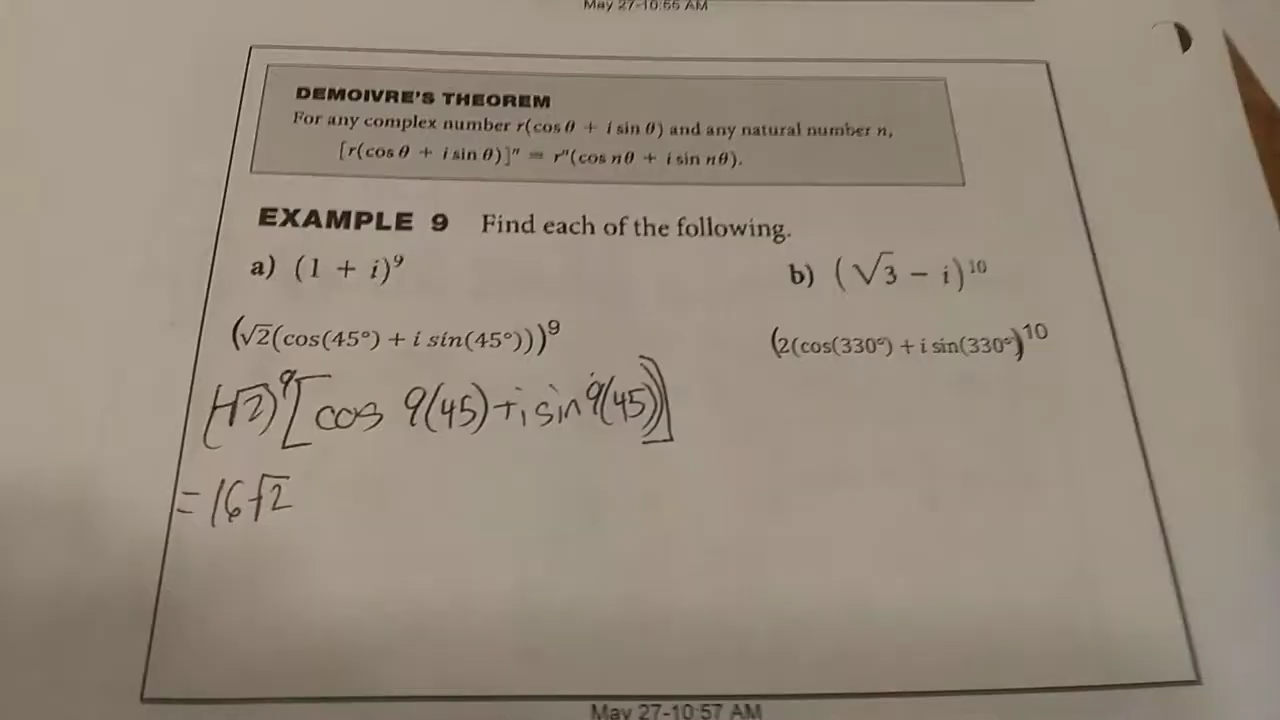 May 27-10:55 AM
DEMOIVRE'S THEOREM
For any complex number r(cos θ + i sin θ) and any natural number n,
[r(cos θ + i sin θ)]ⁿ = rⁿ(cos nθ + i sin nθ).
EXAMPLE 9 Find each of the following.
a) (1 + i)⁹
b) (√3 − i)¹⁰
(√2(cos(45°) + i sin(45°)))⁹
(2(cos(330°) + i sin(330°)¹⁰
(√2)⁹[cos 9(45) + i sin 9(45))]
= 16√2
May 27-10:57 AM